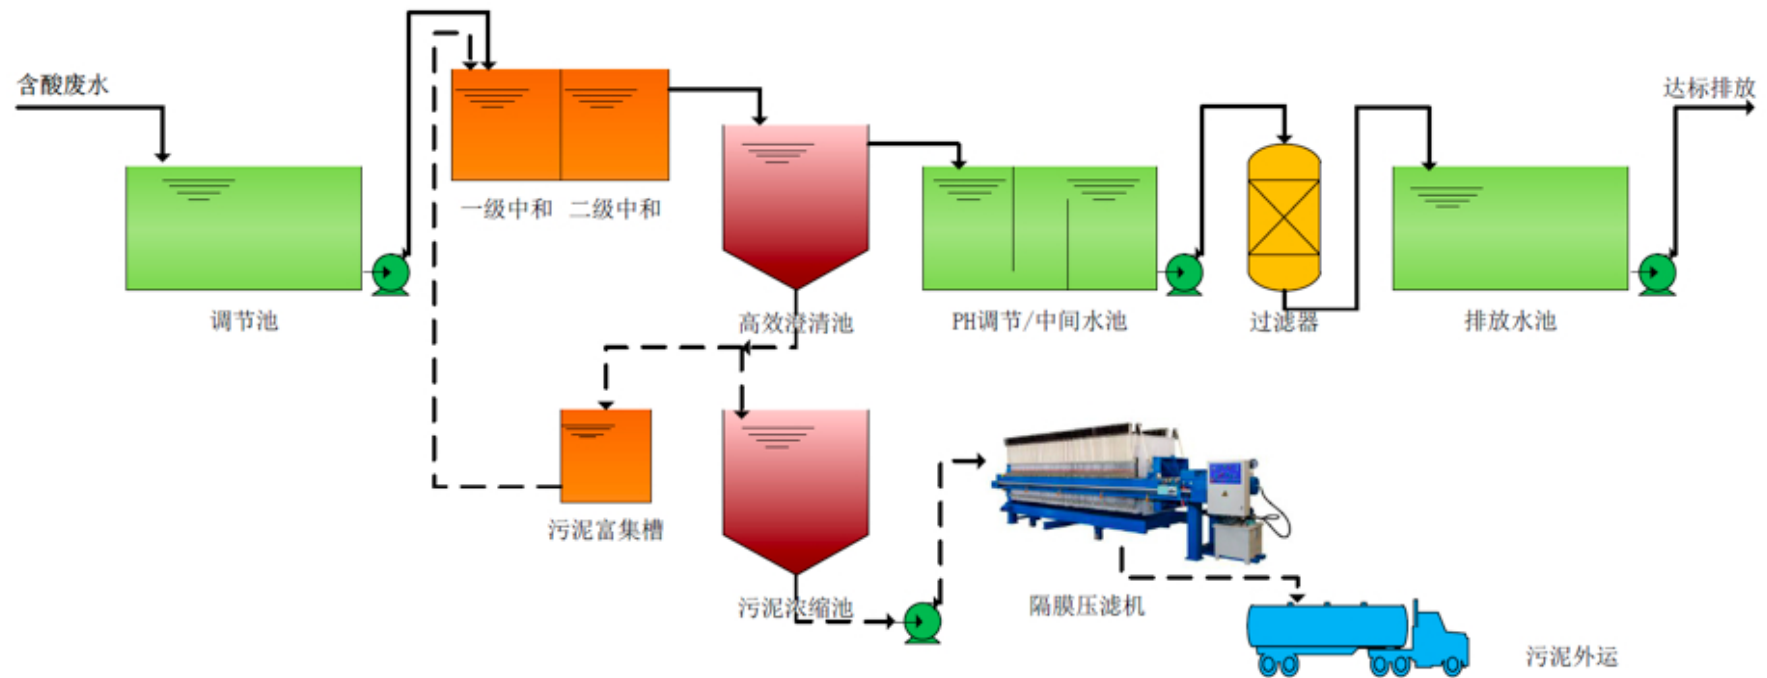 含酸废水
达标排放
一级中和 二级中和
调节池
高效澄清池
PH调节/中间水池
过滤器
排放水池
污泥富集槽
污泥浓缩池
隔膜压滤机
污泥外运